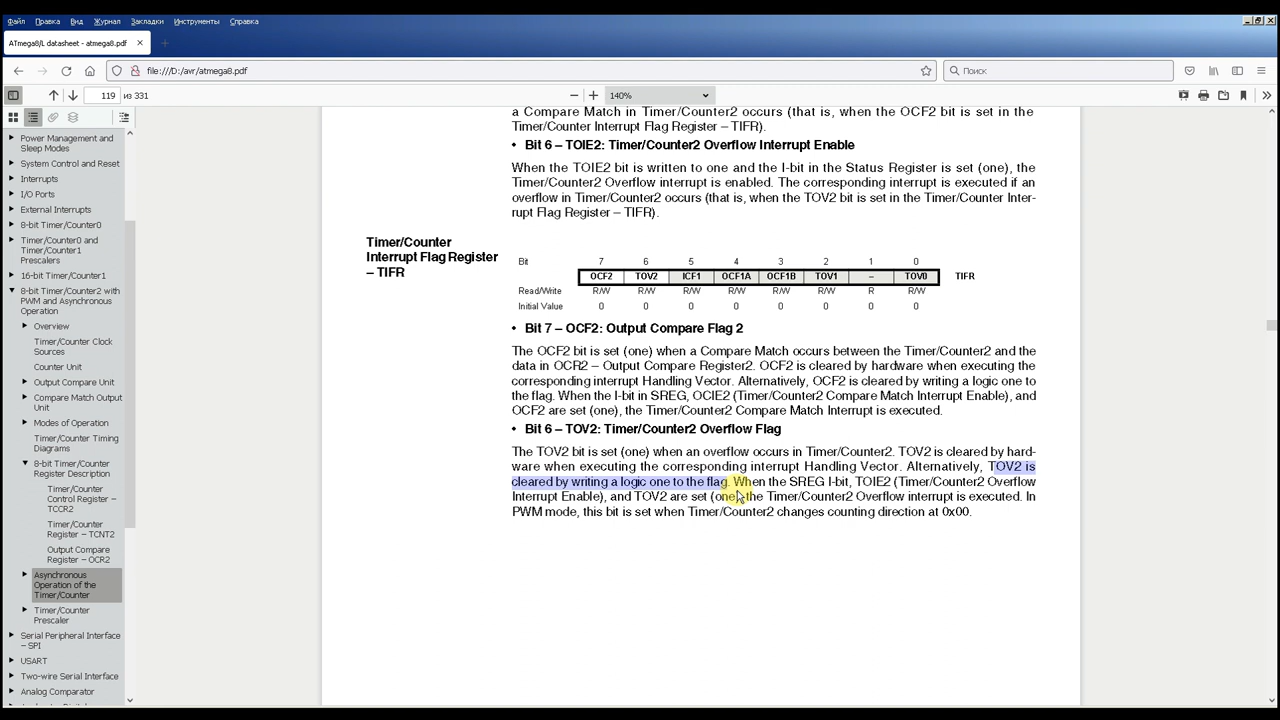 Файл Правка Вид Журнал Закладки Инструменты Справка
ATmega8/L datasheet - atmega8.pdf
file:///D:/avr/atmega8.pdf
Поиск
119 из 331
140%
Power Management and
Sleep Modes
System Control and Reset
Interrupts
I/O Ports
External Interrupts
8-bit Timer/Counter0
Timer/Counter0 and
Timer/Counter1
Prescalers
16-bit Timer/Counter1
8-bit Timer/Counter2 with
PWM and Asynchronous
Operation
Overview
Timer/Counter Clock
Sources
Counter Unit
Output Compare Unit
Compare Match Output
Unit
Modes of Operation
Timer/Counter Timing
Diagrams
8-bit Timer/Counter
Register Description
Timer/Counter
Control Register –
TCCR2
Timer/Counter
Register – TCNT2
Output Compare
Register – OCR2
Asynchronous
Operation of the
Timer/Counter
Timer/Counter
Prescaler
Serial Peripheral Interface
– SPI
USART
Two-wire Serial Interface
Analog Comparator
a Compare Match in Timer/Counter2 occurs (that is, when the OCF2 bit is set in the
Timer/Counter Interrupt Flag Register – TIFR).
• Bit 6 – TOIE2: Timer/Counter2 Overflow Interrupt Enable
When the TOIE2 bit is written to one and the I-bit in the Status Register is set (one), the
Timer/Counter2 Overflow interrupt is enabled. The corresponding interrupt is executed if an
overflow in Timer/Counter2 occurs (that is, when the TOV2 bit is set in the Timer/Counter Inter-
rupt Flag Register – TIFR).
Timer/Counter
Interrupt Flag Register
– TIFR
Bit 7 6 5 4 3 2 1 0
OCF2 TOV2 ICF1 OCF1A OCF1B TOV1 – TOV0 TIFR
Read/Write R/W R/W R/W R/W R/W R/W R R/W
Initial Value 0 0 0 0 0 0 0 0
• Bit 7 – OCF2: Output Compare Flag 2
The OCF2 bit is set (one) when a Compare Match occurs between the Timer/Counter2 and the
data in OCR2 – Output Compare Register2. OCF2 is cleared by hardware when executing the
corresponding interrupt Handling Vector. Alternatively, OCF2 is cleared by writing a logic one to
the flag. When the I-bit in SREG, OCIE2 (Timer/Counter2 Compare Match Interrupt Enable), and
OCF2 are set (one), the Timer/Counter2 Compare Match Interrupt is executed.
• Bit 6 – TOV2: Timer/Counter2 Overflow Flag
The TOV2 bit is set (one) when an overflow occurs in Timer/Counter2. TOV2 is cleared by hard-
ware when executing the corresponding interrupt Handling Vector. Alternatively, TOV2 is
cleared by writing a logic one to the flag. When the SREG I-bit, TOIE2 (Timer/Counter2 Overflow
Interrupt Enable), and TOV2 are set (one), the Timer/Counter2 Overflow interrupt is executed. In
PWM mode, this bit is set when Timer/Counter2 changes counting direction at 0x00.